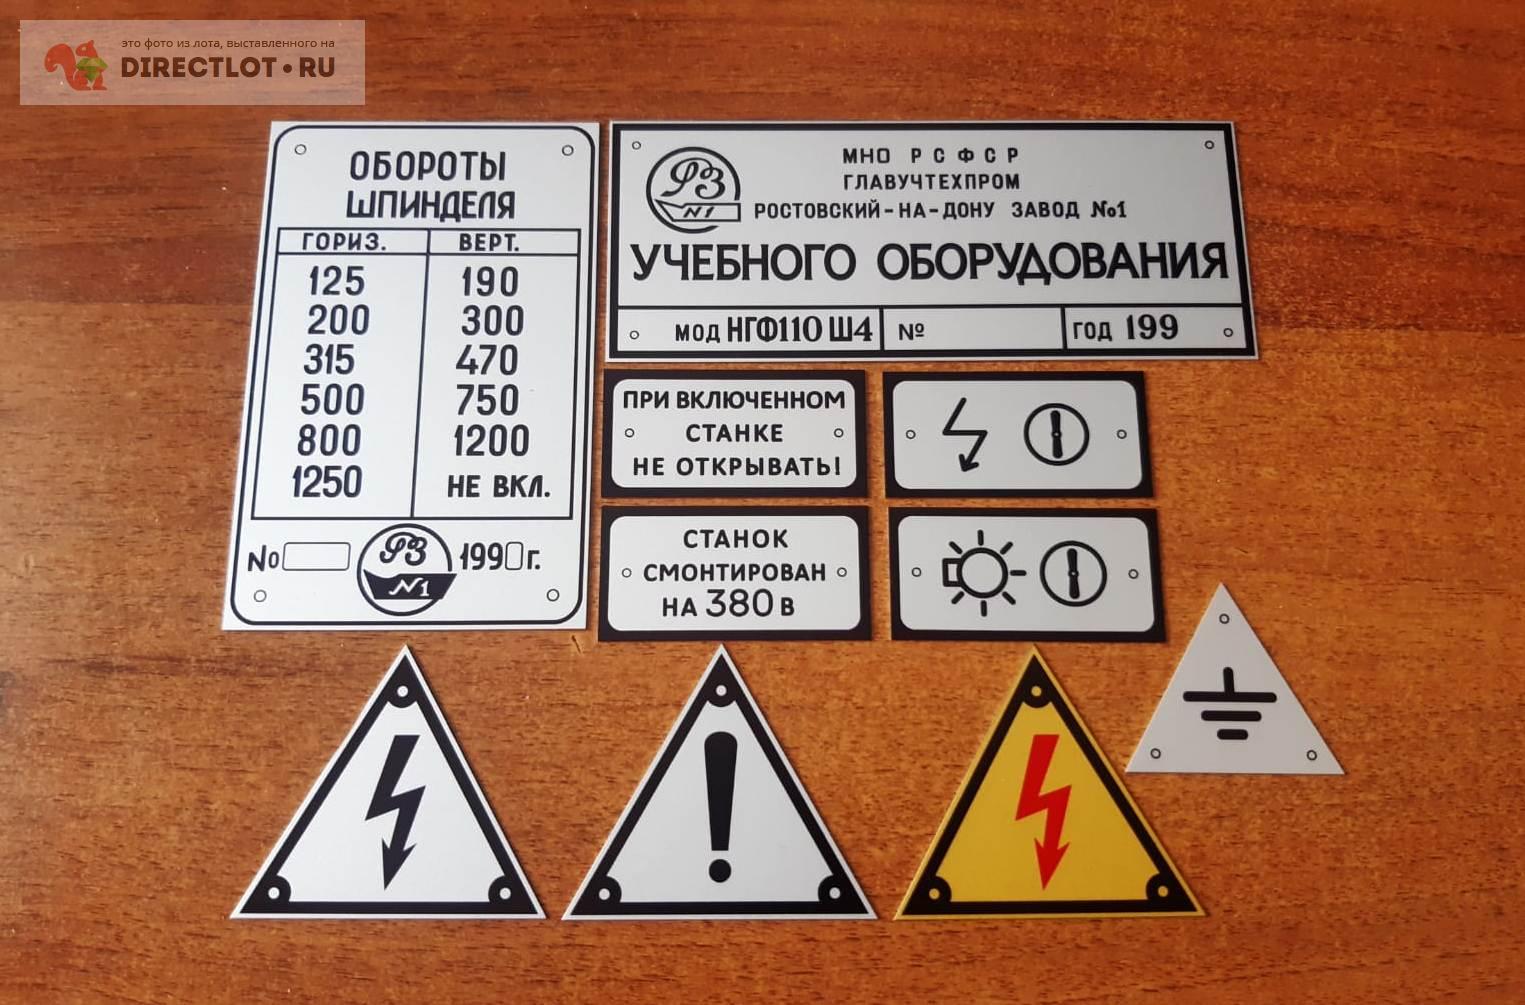 это фото из лота, выставленного на
DIRECTLOT•RU
ОБОРОТЫ
ШПИНДЕЛЯ
ГОРИЗ. ВЕРТ.
125 190
200 300
315 470
500 750
800 1200
1250 НЕ ВКЛ.
№ РЗ N1 199 г.
РЗ
N1
МНО РСФСР
ГЛАВУЧТЕХПРОМ
РОСТОВСКИЙ-НА-ДОНУ ЗАВОД №1
УЧЕБНОГО ОБОРУДОВАНИЯ
МОД НГФ110 Ш4 № ГОД 199
ПРИ ВКЛЮЧЕННОМ
СТАНКЕ
НЕ ОТКРЫВАТЬ!
СТАНОК
СМОНТИРОВАН
НА 380 В